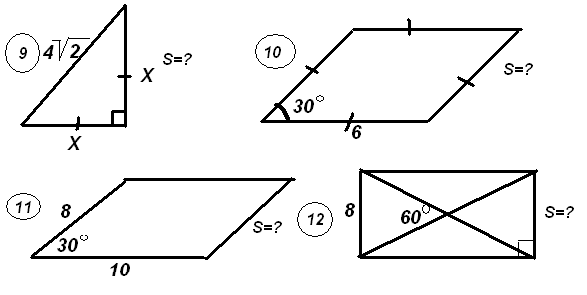 9 4√2 X S=?
X
10 30° S=?
6
11 8 30° S=?
10
12 8 60° S=?